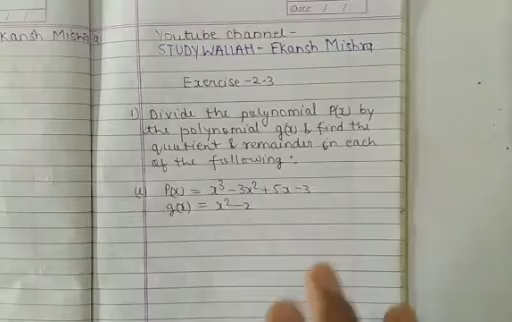 Date / /
Kansh Mishra
Youtube channel -
STUDY WALLAH - Ekansh Mishra
Exercise - 2.3
1) Divide the polynomial P(x) by
the polynomial g(x) & find the
quotient & remainder in each
of the following :
(i) P(x) = x³ - 3x² + 5x - 3
g(x) = x² - 2